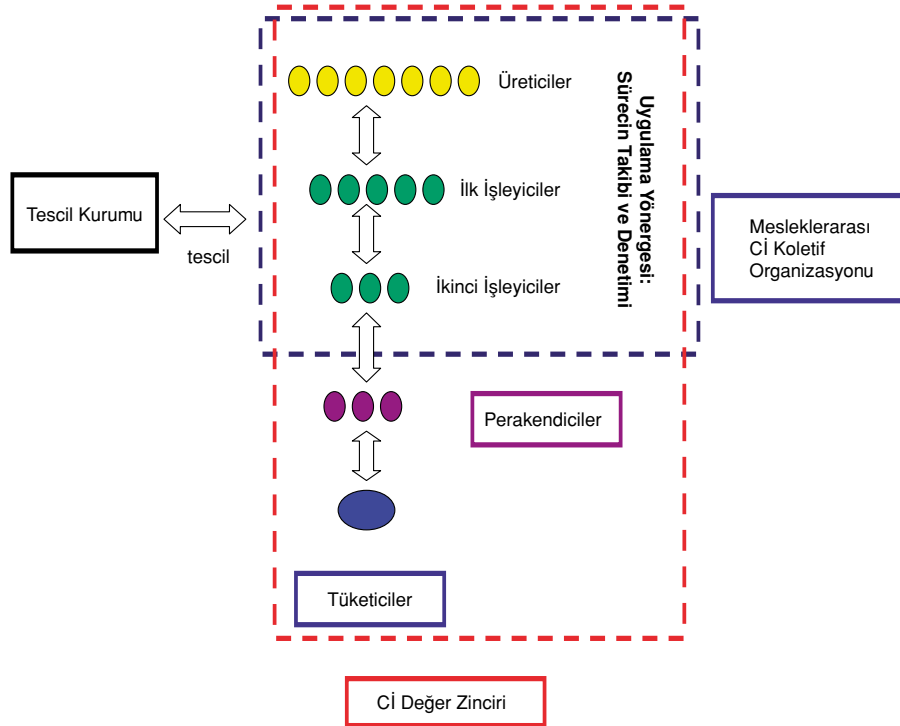 Üreticiler
Uygulama Yönergesi:
Sürecin Takibi ve Denetimi
İlk İşleyiciler
Tescil Kurumu
tescil
Mesleklerarası
Cİ Koletif
Organizasyonu
İkinci İşleyiciler
Perakendiciler
Tüketiciler
Cİ Değer Zinciri